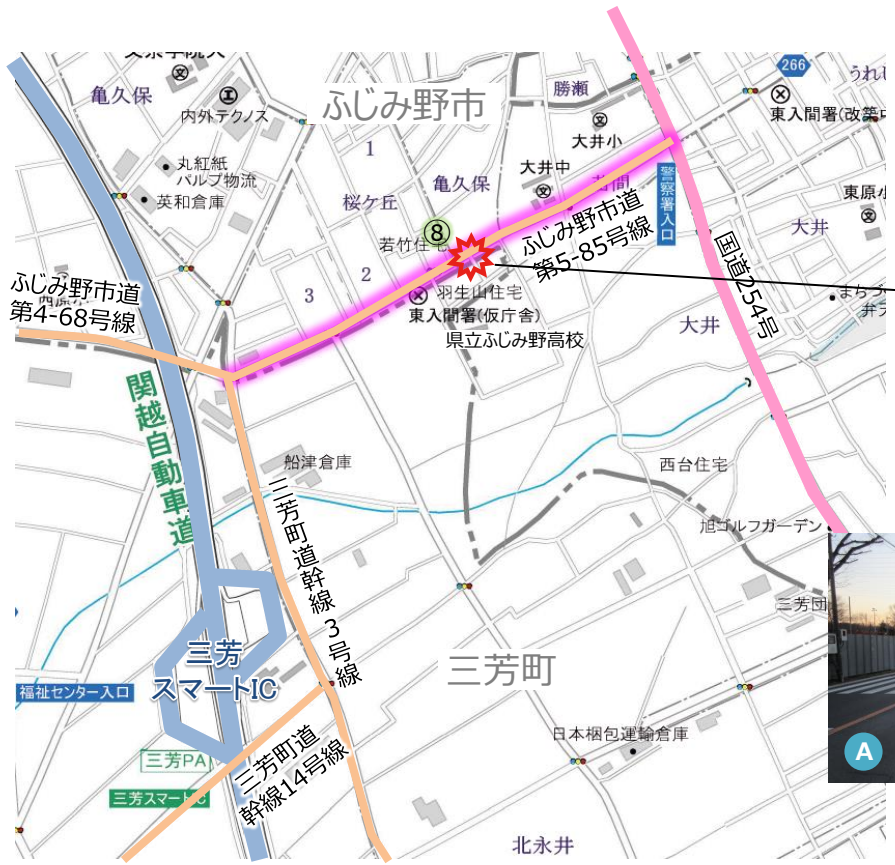 266
亀久保
内外テクノス
ふじみ野市
勝瀬
東入間署(改築中
大井小
丸紅紙
パルプ物流
英和倉庫
1
桜ケ丘
亀久保
大井中
警察署入口
東原小
大井
⑧
若竹住宅
ふじみ野市道
第5-85号線
国道254号
2
3
羽生山住宅
東入間署(仮庁舎)
県立ふじみ野高校
大井
ふじみ野市道
第4-68号線
関越自動車道
船津倉庫
西台住宅
旭ゴルフガーデン
三芳町道幹線3号線
三芳団
三芳
スマートIC
三芳町
福祉センター入口
三芳PA
三芳スマートIC
三芳町道
幹線14号線
日本梱包運輸倉庫
北永井
A